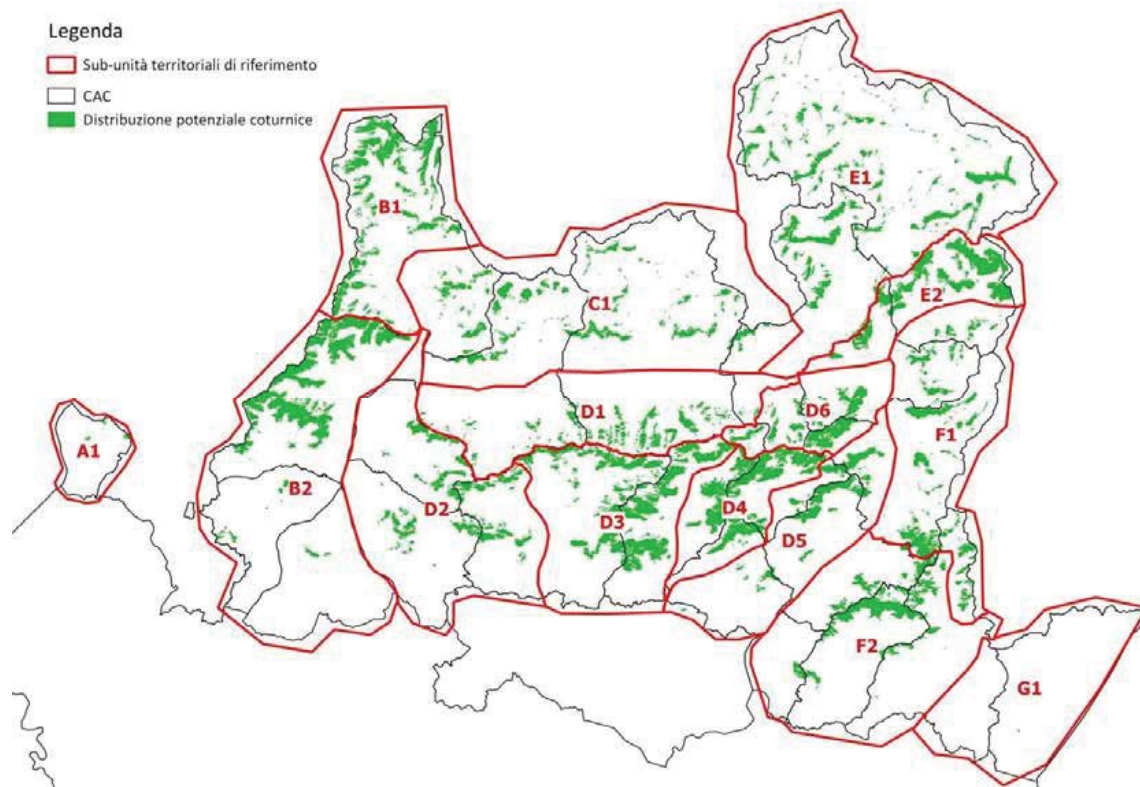 Legenda
Sub-unità territoriali di riferimento
CAC
Distribuzione potenziale coturnice
E1
B1
E2
C1
D1
D6
F1
A1
B2
D2
D3
D4
D5
F2
G1